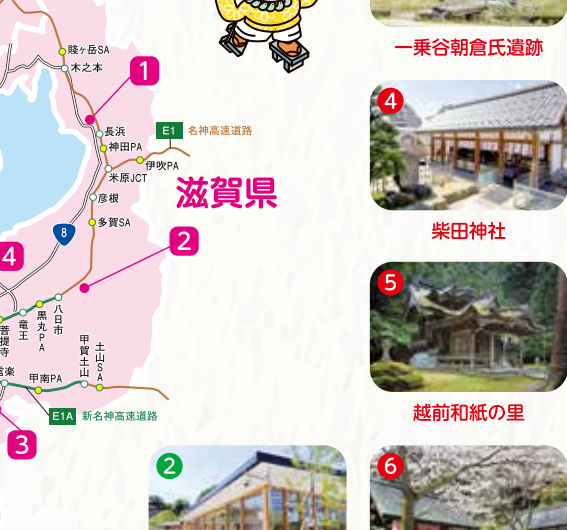 賤ヶ岳SA
木之本
1
長浜
神田PA
E1 名神高速道路
伊吹PA
米原JCT
滋賀県
彦根
多賀SA
8
2
4
八日市
黒丸PA
竜王
菩提寺
甲賀土山
土山SA
信楽
甲南PA
E1A 新名神高速道路
3
一乗谷朝倉氏遺跡
4
柴田神社
5
越前和紙の里
2
6